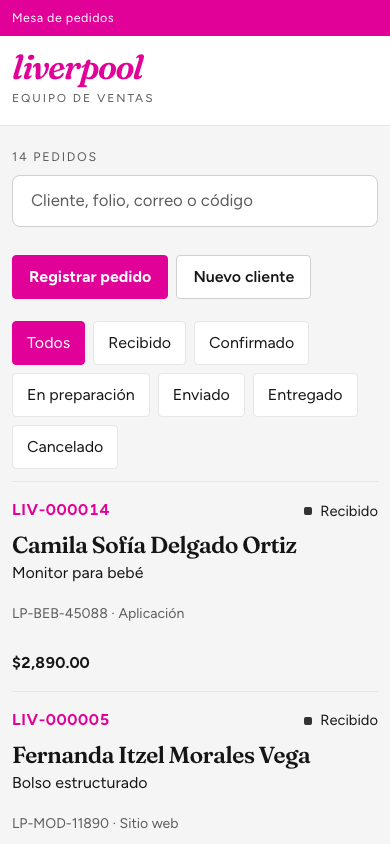 Mesa de pedidos
liverpool
EQUIPO DE VENTAS
14 PEDIDOS
Cliente, folio, correo o código
Registrar pedido
Nuevo cliente
Todos
Recibido
Confirmado
En preparación
Enviado
Entregado
Cancelado
LIV-000014
Recibido
Camila Sofía Delgado Ortiz
Monitor para bebé
LP-BEB-45088 · Aplicación
$2,890.00
LIV-000005
Recibido
Fernanda Itzel Morales Vega
Bolso estructurado
LP-MOD-11890 · Sitio web